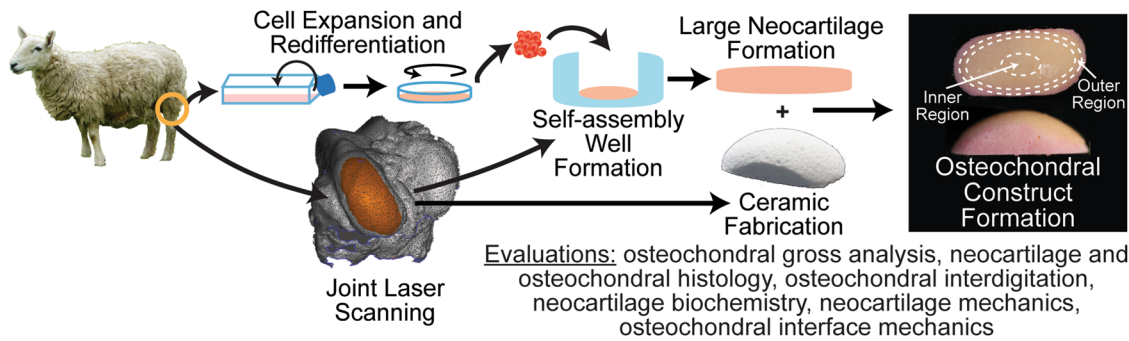 Cell Expansion and
Redifferentiation
Self-assembly
Well
Formation
Large Neocartilage
Formation
+
Ceramic
Fabrication
Joint Laser
Scanning
Inner
Region
Outer
Region
Osteochondral
Construct
Formation
Evaluations: osteochondral gross analysis, neocartilage and
osteochondral histology, osteochondral interdigitation,
neocartilage biochemistry, neocartilage mechanics,
osteochondral interface mechanics